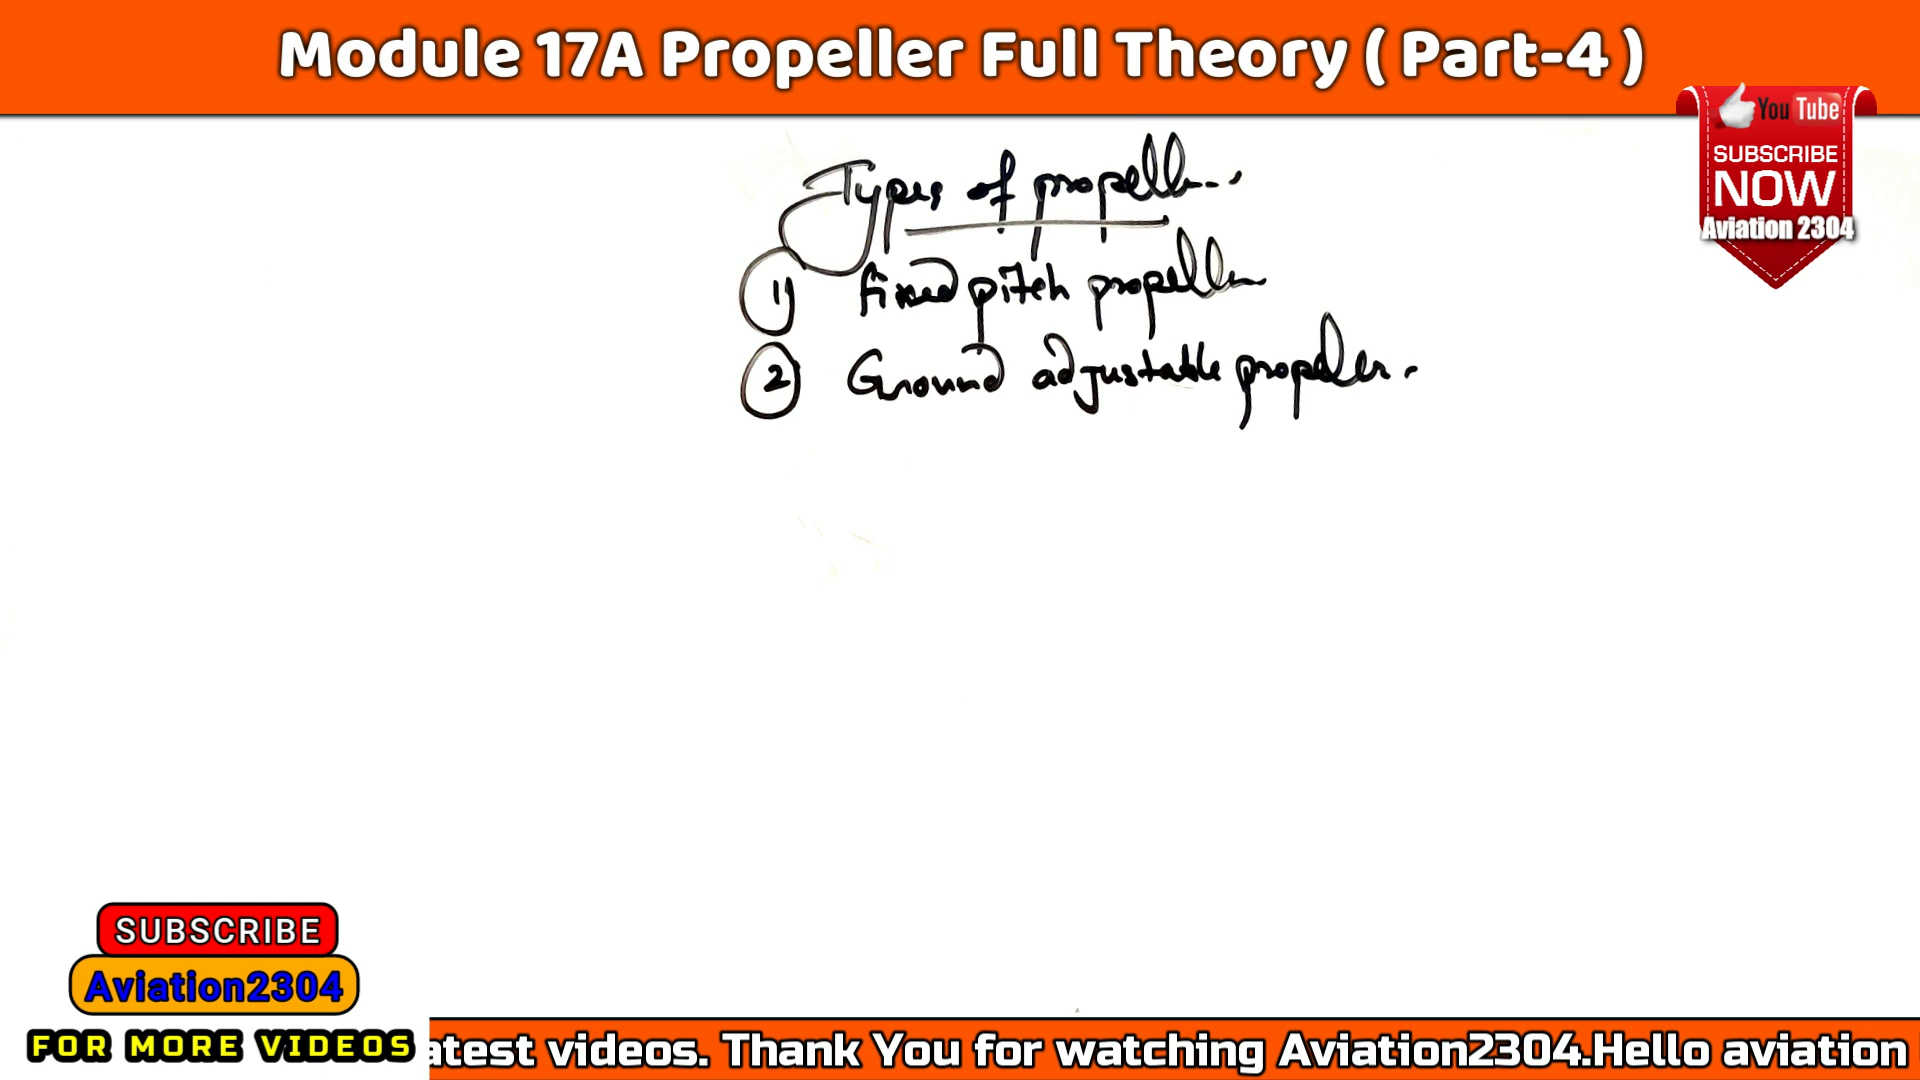 Module 17A Propeller Full Theory ( Part-4 )
You Tube
SUBSCRIBE
NOW
Aviation 2304
Types of propeller.
1) fixed pitch propeller
2 Ground adjustable propeller.
SUBSCRIBE
Aviation2304
FOR MORE VIDEOS
atest videos. Thank You for watching Aviation2304.Hello aviation